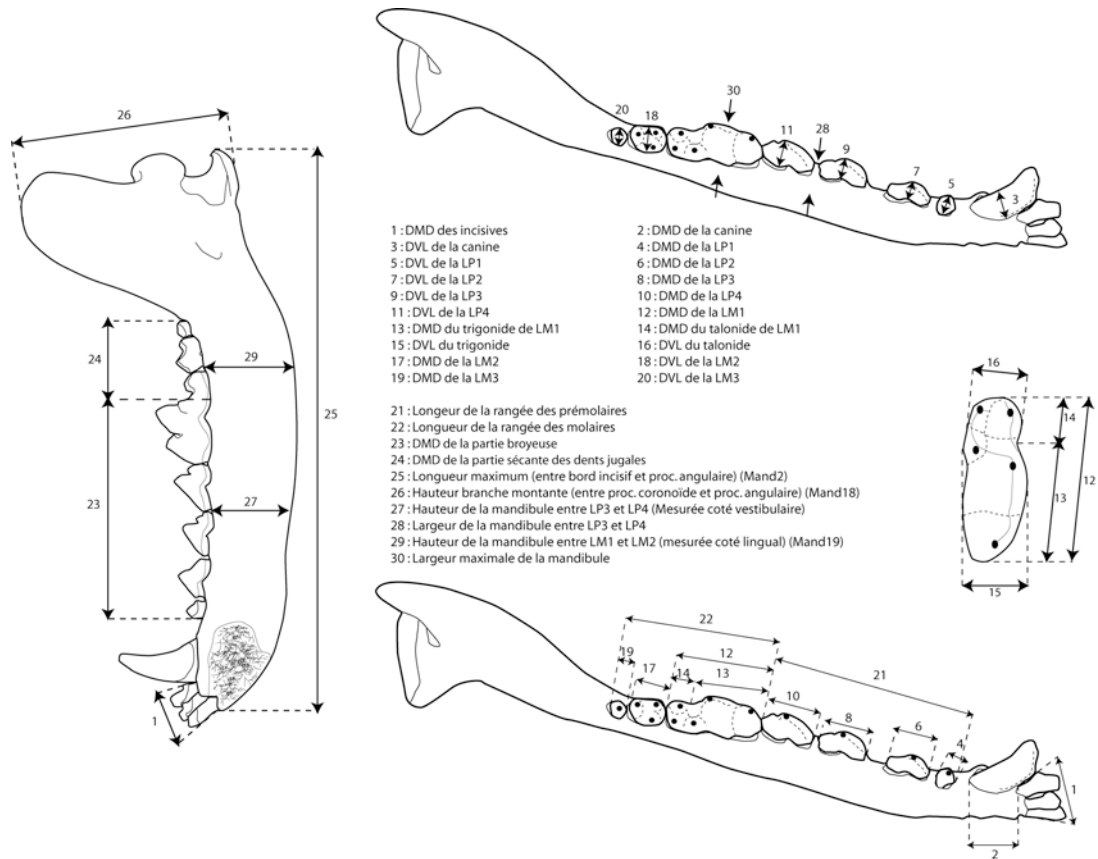 26
30
20
18
11
28
9
7
5
3
1 : DMD des incisives
2 : DMD de la canine
3 : DVL de la canine
4 : DMD de la LP1
5 : DVL de la LP1
6 : DMD de la LP2
7 : DVL de la LP2
8 : DMD de la LP3
9 : DVL de la LP3
10 : DMD de la LP4
11 : DVL de la LP4
12 : DMD de la LM1
13 : DMD du trigonide de LM1
14 : DMD du talonide de LM1
15 : DVL du trigonide
16 : DVL du talonide
17 : DMD de la LM2
18 : DVL de la LM2
19 : DMD de la LM3
20 : DVL de la LM3
21 : Longeur de la rangée des prémolaires
22 : Longueur de la rangée des molaires
23 : DMD de la partie broyeuse
24 : DMD de la partie sécante des dents jugales
25 : Longueur maximum (entre bord incisif et proc. angulaire) (Mand2)
26 : Hauteur branche montante (entre proc. coronoïde et proc. angulaire) (Mand18)
27 : Hauteur de la mandibule entre LP3 et LP4 (Mesurée coté vestibulaire)
28 : Largeur de la mandibule entre LP3 et LP4
29 : Hauteur de la mandibule entre LM1 et LM2 (mesurée coté lingual) (Mand19)
30 : Largeur maximale de la mandibule
24
29
25
23
27
1
16
14
12
13
15
22
12
21
19
17
14
13
10
8
6
4
1
2